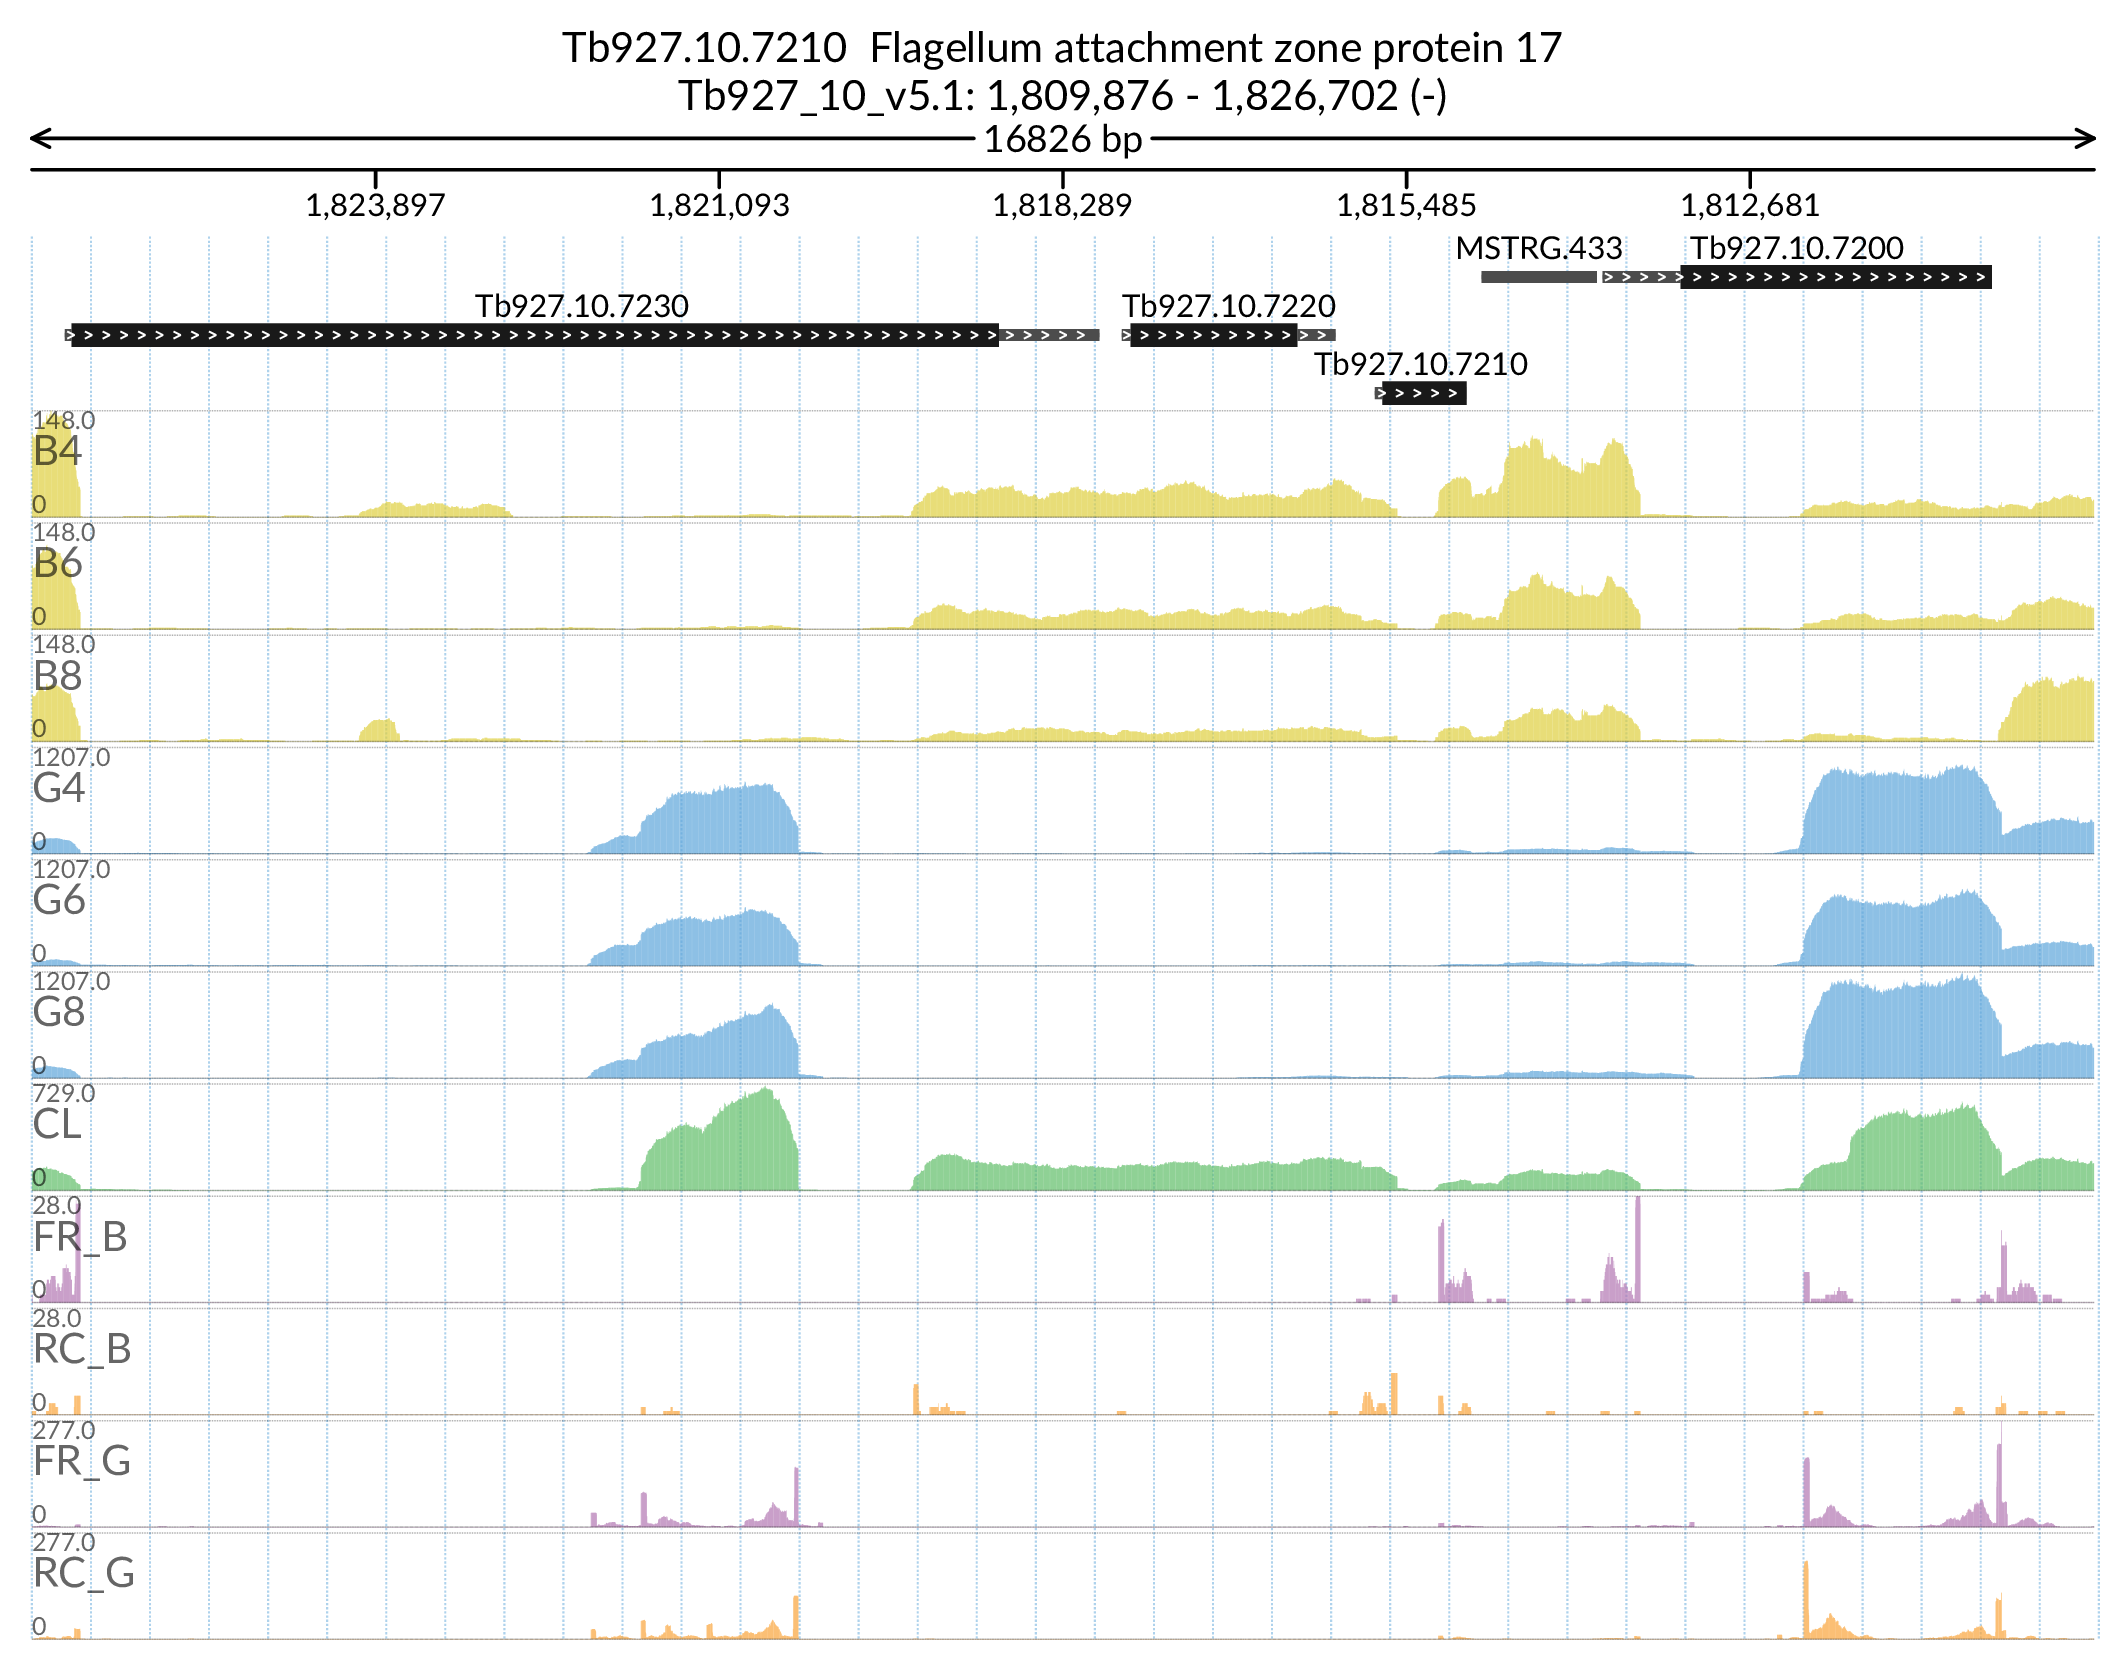 Tb927.10.7210  Flagellum attachment zone protein 17
Tb927_10_v5.1: 1,809,876 - 1,826,702 (-)
16826 bp
1,823,897 1,821,093 1,818,289 1,815,485 1,812,681
MSTRG.433 Tb927.10.7200
Tb927.10.7230 Tb927.10.7220
Tb927.10.7210
148.0
B4
0
148.0
B6
0
148.0
B8
0
1207.0
G4
0
1207.0
G6
0
1207.0
G8
0
729.0
CL
0
28.0
FR_B
0
28.0
RC_B
0
277.0
FR_G
0
277.0
RC_G
0